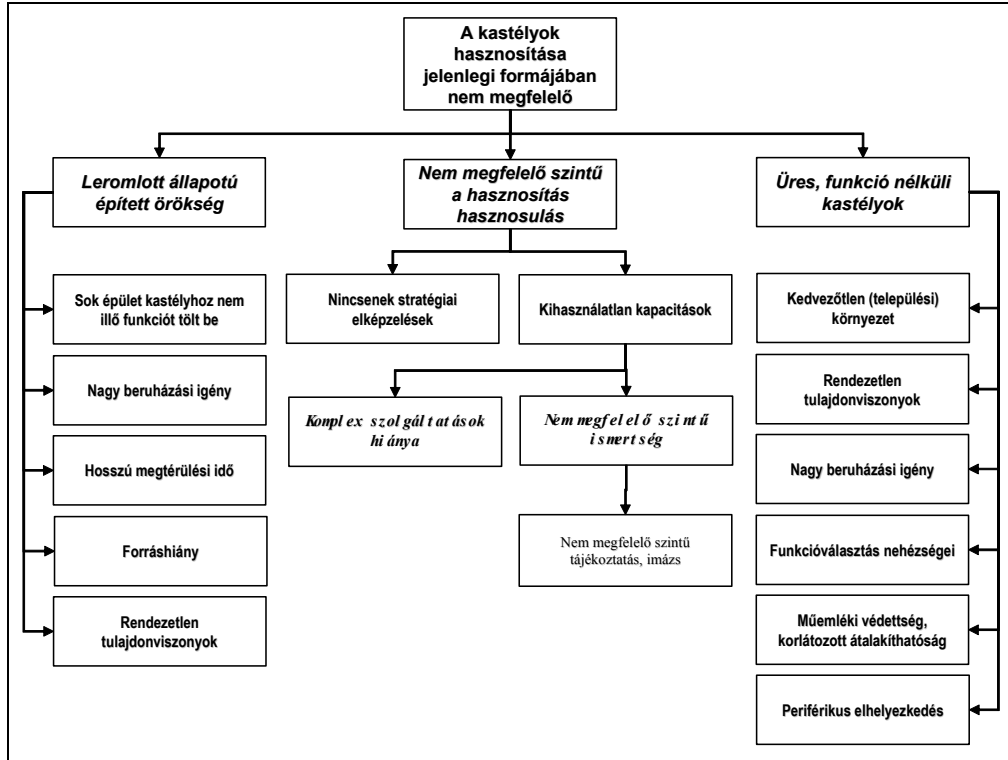 A kastélyok
hasznosítása
jelenlegi formájában
nem megfelelő
Leromlott állapotú
épített örökség
Nem megfelelő szintű
a hasznosítás
hasznosulás
Üres, funkció nélküli
kastélyok
Sok épület kastélyhoz nem
illő funkciót tölt be
Nagy beruházási igény
Hosszú megtérülési idő
Forráshiány
Rendezetlen
tulajdonviszonyok
Nincsenek stratégiai
elképzelések
Kihasználatlan kapacitások
Komplex szolgáltatások
hiánya
Nem megfelelő szintű
ismertség
Nem megfelelő szintű
tájékoztatás, imázs
Kedvezőtlen (települési)
környezet
Rendezetlen
tulajdonviszonyok
Nagy beruházási igény
Funkcióválasztás nehézségei
Műemléki védettség,
korlátozott átalakíthatóság
Periférikus elhelyezkedés